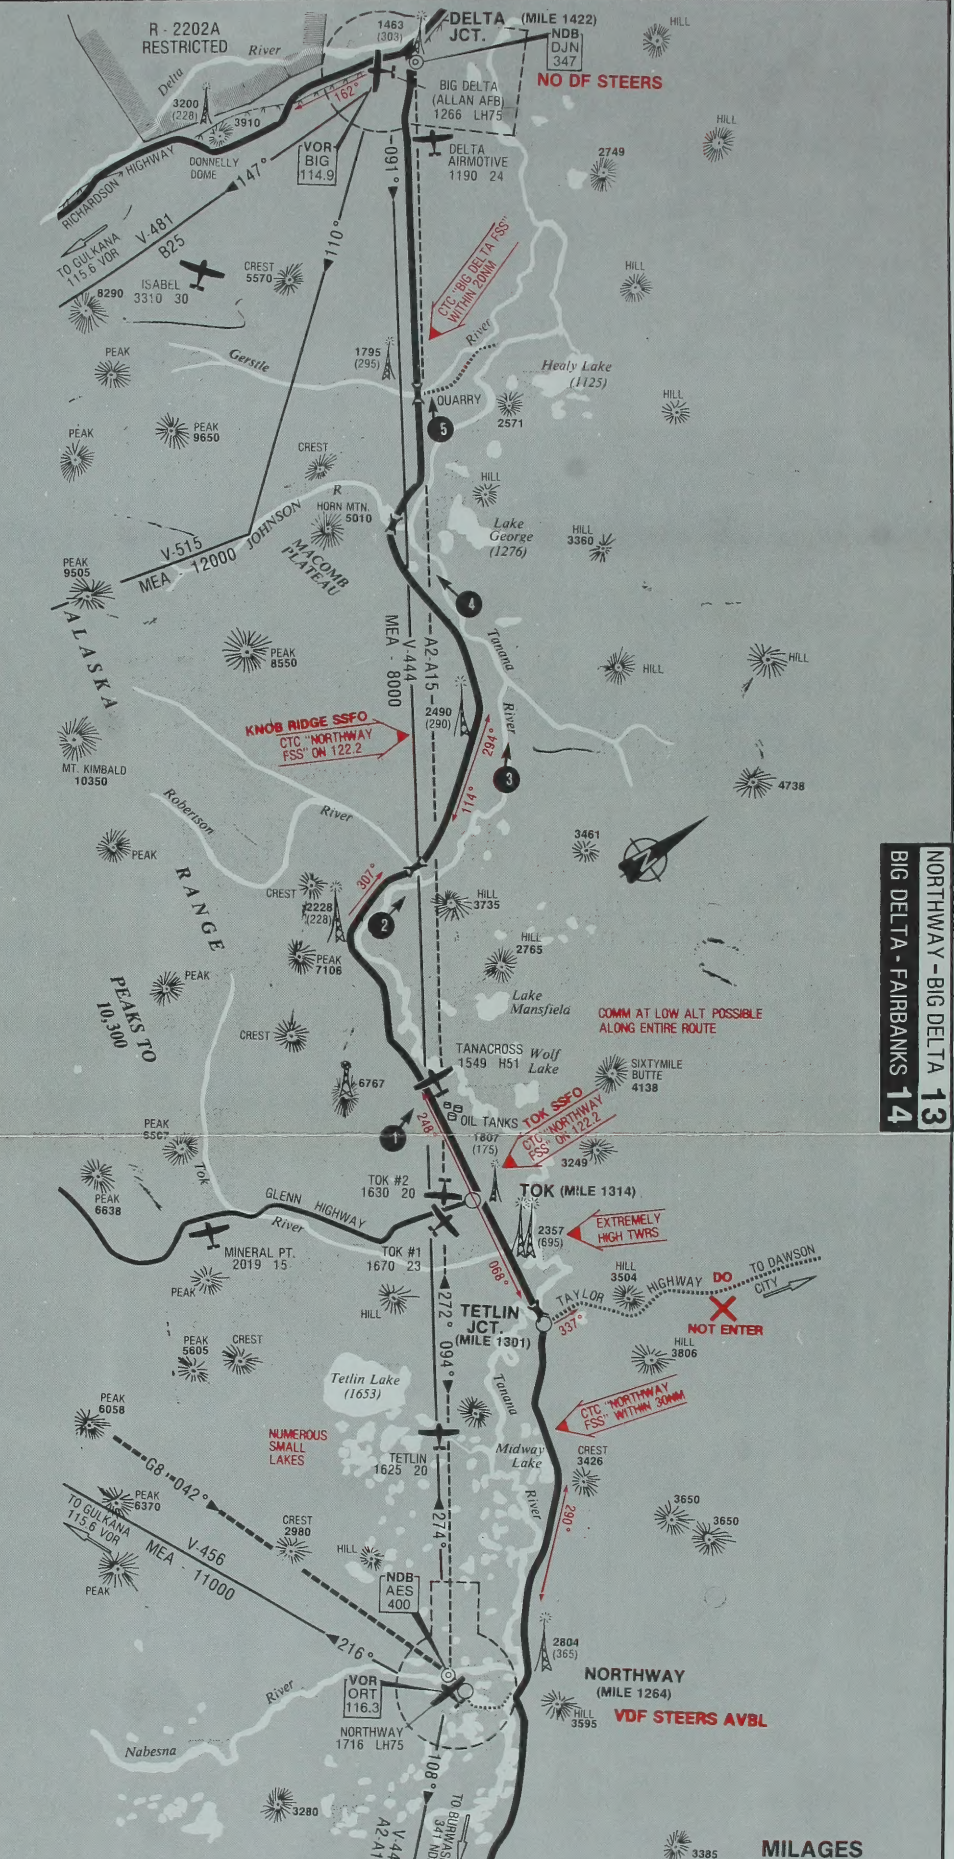 R - 2202A
RESTRICTED
1463
(303)
DELTA (MILE 1422)
JCT.
NDB
DJN
347
NO DF STEERS
HILL
River
Delta
162°
3200
(228)
3910
BIG DELTA
(ALLAN AFB)
1266 LH75
HILL
RICHARDSON HIGHWAY
DONNELLY
DOME
VOR
BIG
114.9
147°
091°
DELTA
AIRMOTIVE
1190 24
2749
V-481
B25
TO GULKANA
115.6 VOR
110°
CTC "BIG DELTA FSS"
WITHIN 20NM
8290
ISABEL
3310 30
CREST
5570
HILL
PEAK
Gerstle
1795
(295)
River
Healy Lake
(1125)
QUARRY
2571
HILL
5
PEAK
PEAK
9650
CREST
R
JOHNSON
HORN MTN.
5010
HILL
Lake
George
(1276)
HILL
3360
V-515
MEA 12000
MACOMB
PLATEAU
PEAK
9505
4
ALASKA
PEAK
8550
V-444
MEA - 8000
A2-A15
Tanana
River
HILL
HILL
2490
(290)
KNOB RIDGE SSFO
CTC "NORTHWAY
FSS" ON 122.2
294°
114°
3
MT. KIMBALD
10350
4738
Robertson
River
PEAK
3461
N
NORTHWAY - BIG DELTA 13
BIG DELTA - FAIRBANKS 14
RANGE
307°
CREST
2228
(228)
2
HILL
3735
HILL
2765
PEAK
7106
PEAK
PEAKS TO
10,300
CREST
Lake
Mansfield
COMM AT LOW ALT POSSIBLE
ALONG ENTIRE ROUTE
TANACROSS
1549 H51
Wolf
Lake
6767
SIXTYMILE
BUTTE
4138
OIL TANKS
248°
1
TOK SSFO
CTC "NORTHWAY
FSS" ON 122.2
1807
(175)
3249
PEAK
PEAK
6638
Tok
River
TOK #2
1630 20
TOK (MILE 1314)
GLENN HIGHWAY
2357
(695)
EXTREMELY
HIGH TWRS
MINERAL PT.
2019 15
TOK #1
1670 23
068°
PEAK
HILL
272°
094°
TETLIN
JCT.
(MILE 1301)
HILL
3504
TAYLOR HIGHWAY
DO
NOT ENTER
TO DAWSON
CITY
337°
PEAK
5605
CREST
HILL
3806
Tetlin Lake
(1653)
Tanana
CTC "NORTHWAY
FSS" WITHIN 30NM
PEAK
6058
NUMEROUS
SMALL
LAKES
TETLIN
1625 20
Midway
Lake
River
CREST
3426
G8 042°
PEAK
6370
TO GULKANA
115.6 VOR
V-456
MEA - 11000
CREST
2980
HILL
274°
290°
3650
3650
PEAK
NDB
AES
400
216°
2804
(365)
VOR
ORT
116.3
NORTHWAY
(MILE 1264)
HILL
3595
VDF STEERS AVBL
River
Nabesna
NORTHWAY
1716 LH75
108°
3280
V-44
A2-A1
TO BURWAS
341 ND
3385
MILAGES